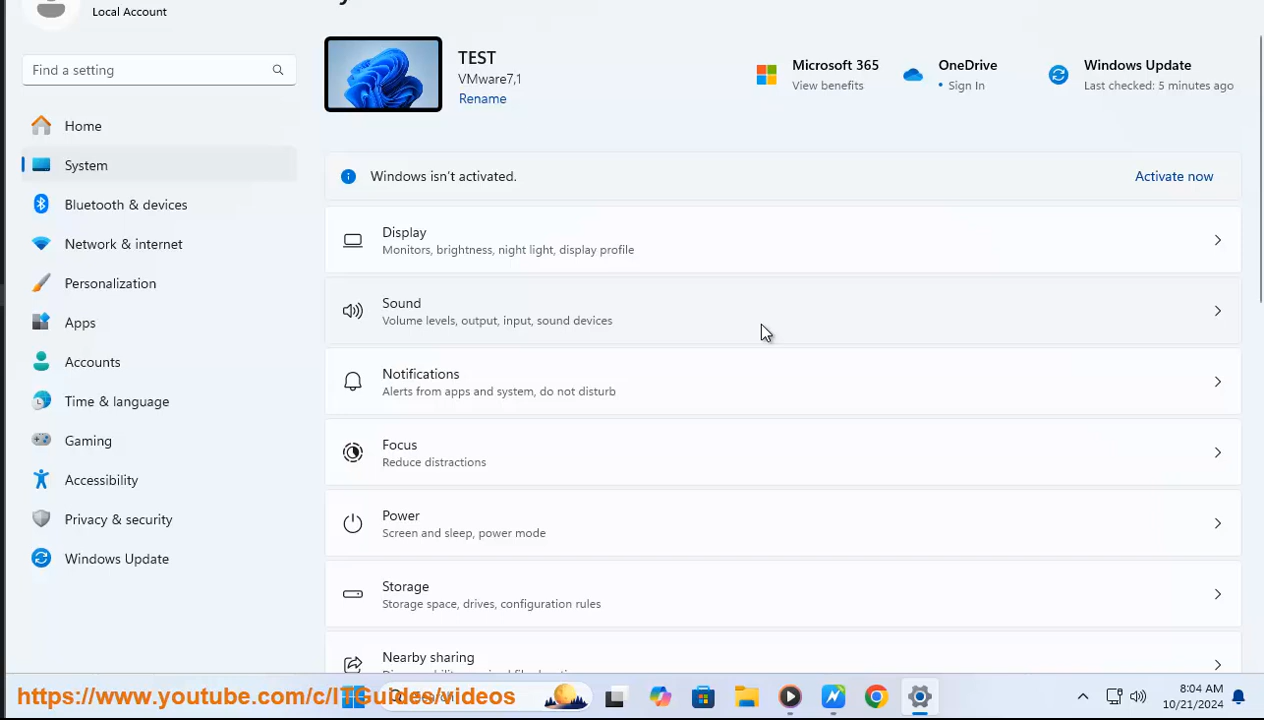 Local Account
Find a setting
Home
System
Bluetooth & devices
Network & internet
Personalization
Apps
Accounts
Time & language
Gaming
Accessibility
Privacy & security
Windows Update
TEST
VMware7,1
Rename
Microsoft 365
View benefits
OneDrive
• Sign In
Windows Update
Last checked: 5 minutes ago
Windows isn't activated.
Activate now
Display
Monitors, brightness, night light, display profile
Sound
Volume levels, output, input, sound devices
Notifications
Alerts from apps and system, do not disturb
Focus
Reduce distractions
Power
Screen and sleep, power mode
Storage
Storage space, drives, configuration rules
Nearby sharing
https://www.youtube.com/c/ITGuides/videos
8:04 AM
10/21/2024